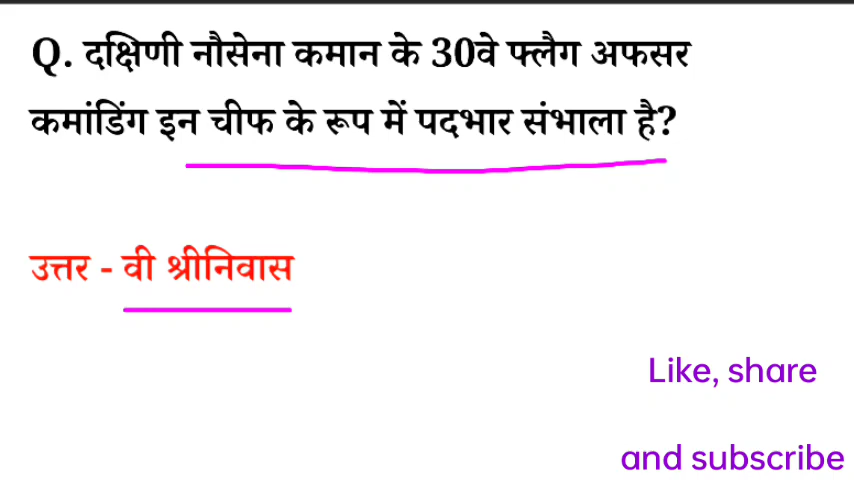 Q. दक्षिणी नौसेना कमान के 30वे फ्लैग अफसर
कमांडिंग इन चीफ के रूप में पदभार संभाला है?
उत्तर - वी श्रीनिवास
Like, share
and subscribe